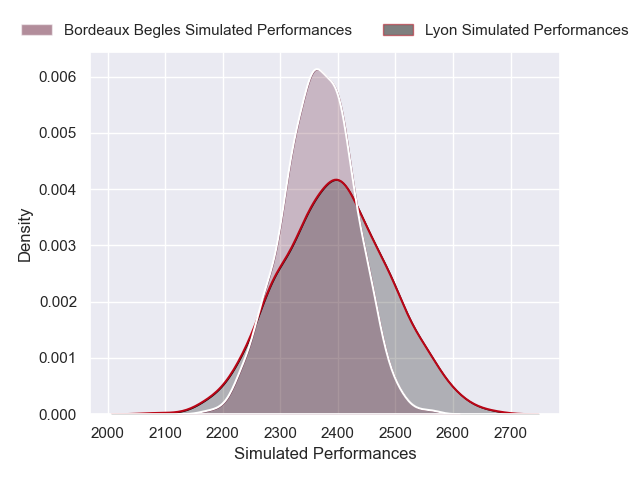 Bordeaux Begles Simulated Performances Lyon Simulated Performances
0.006
0.005
0.004
0.003
0.002
0.001
0.000
Density
2000 2100 2200 2300 2400 2500 2600 2700
Simulated Performances